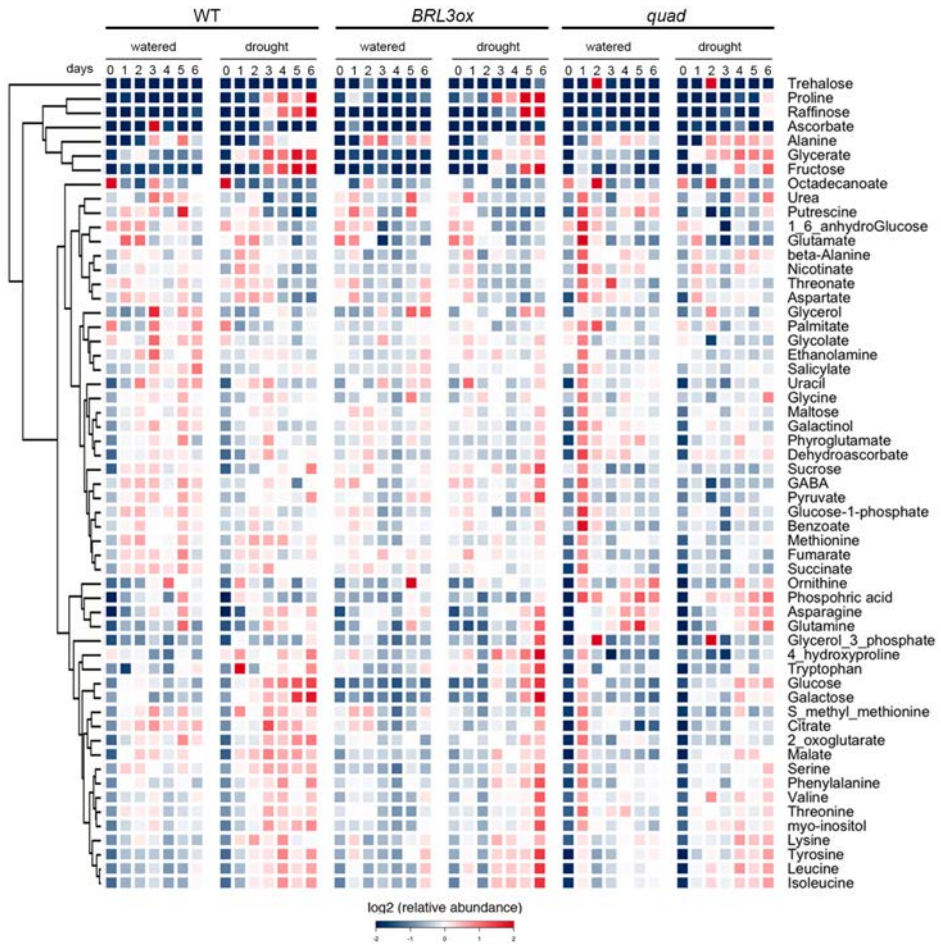 WT BRL3ox quad
watered drought watered drought watered drought
days 0 1 2 3 4 5 6 0 1 2 3 4 5 6 0 1 2 3 4 5 6 0 1 2 3 4 5 6 0 1 2 3 4 5 6 0 1 2 3 4 5 6
Trehalose
Proline
Raffinose
Ascorbate
Alanine
Glycerate
Fructose
Octadecanoate
Urea
Putrescine
1_6_anhydroGlucose
Glutamate
beta-Alanine
Nicotinate
Threonate
Aspartate
Glycerol
Palmitate
Glycolate
Ethanolamine
Salicylate
Uracil
Glycine
Maltose
Galactinol
Phyroglutamate
Dehydroascorbate
Sucrose
GABA
Pyruvate
Glucose-1-phosphate
Benzoate
Methionine
Fumarate
Succinate
Ornithine
Phospohric acid
Asparagine
Glutamine
Glycerol_3_phosphate
4_hydroxyproline
Tryptophan
Glucose
Galactose
S_methyl_methionine
Citrate
2_oxoglutarate
Malate
Serine
Phenylalanine
Valine
Threonine
myo-inositol
Lysine
Tyrosine
Leucine
Isoleucine
log2 (relative abundance)
-2 -1 0 1 2